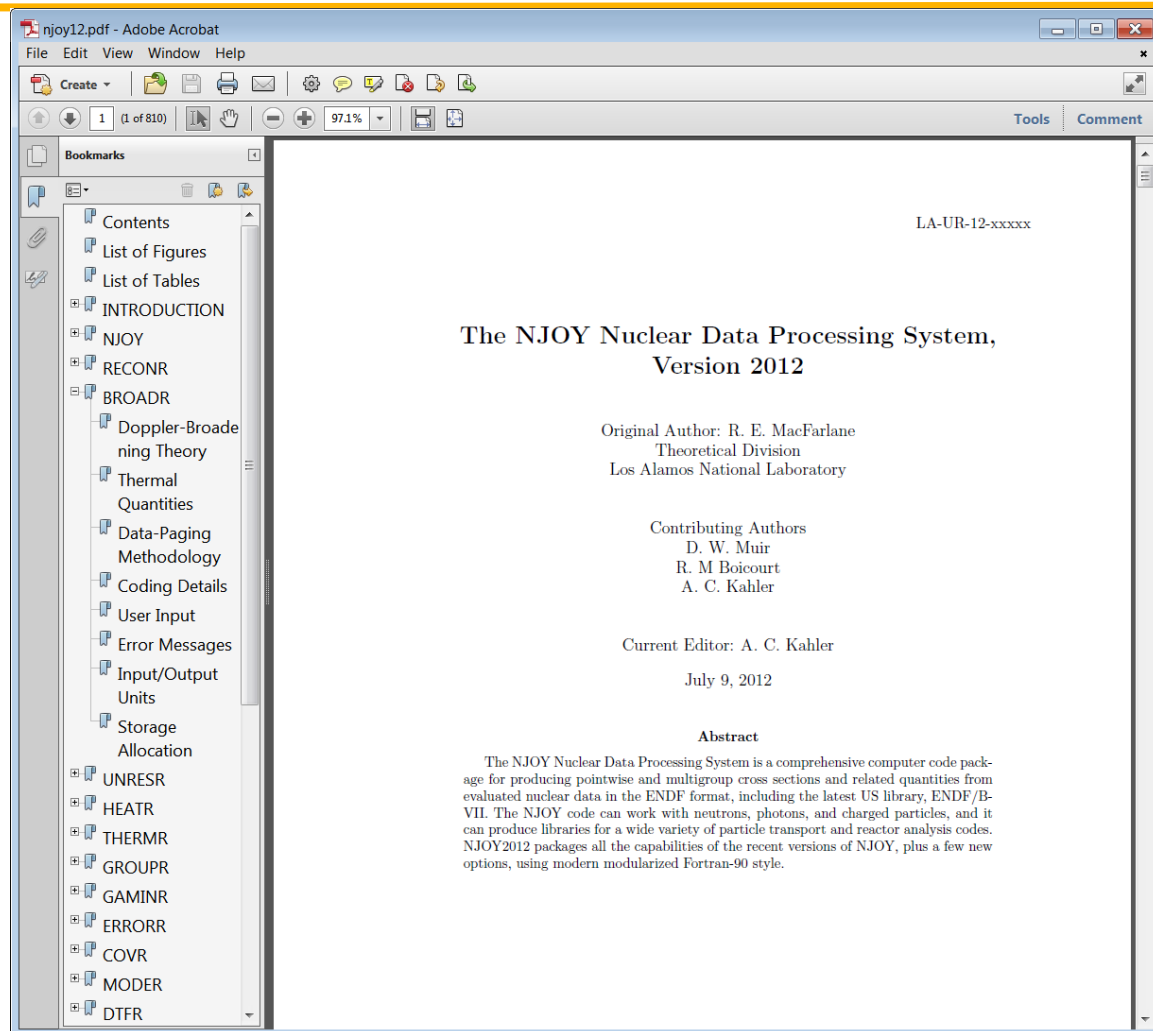 njoy12.pdf - Adobe Acrobat
File Edit View Window Help
Create
1 (1 of 810) 97.1% Tools Comment
Bookmarks
Contents
List of Figures
List of Tables
INTRODUCTION
NJOY
RECONR
BROADR
Doppler-Broade
ning Theory
Thermal
Quantities
Data-Paging
Methodology
Coding Details
User Input
Error Messages
Input/Output
Units
Storage
Allocation
UNRESR
HEATR
THERMR
GROUPR
GAMINR
ERRORR
COVR
MODER
DTFR
LA-UR-12-xxxxx
The NJOY Nuclear Data Processing System,
Version 2012
Original Author: R. E. MacFarlane
Theoretical Division
Los Alamos National Laboratory
Contributing Authors
D. W. Muir
R. M Boicourt
A. C. Kahler
Current Editor: A. C. Kahler
July 9, 2012
Abstract
The NJOY Nuclear Data Processing System is a comprehensive computer code pack-
age for producing pointwise and multigroup cross sections and related quantities from
evaluated nuclear data in the ENDF format, including the latest US library, ENDF/B-
VII. The NJOY code can work with neutrons, photons, and charged particles, and it
can produce libraries for a wide variety of particle transport and reactor analysis codes.
NJOY2012 packages all the capabilities of the recent versions of NJOY, plus a few new
options, using modern modularized Fortran-90 style.